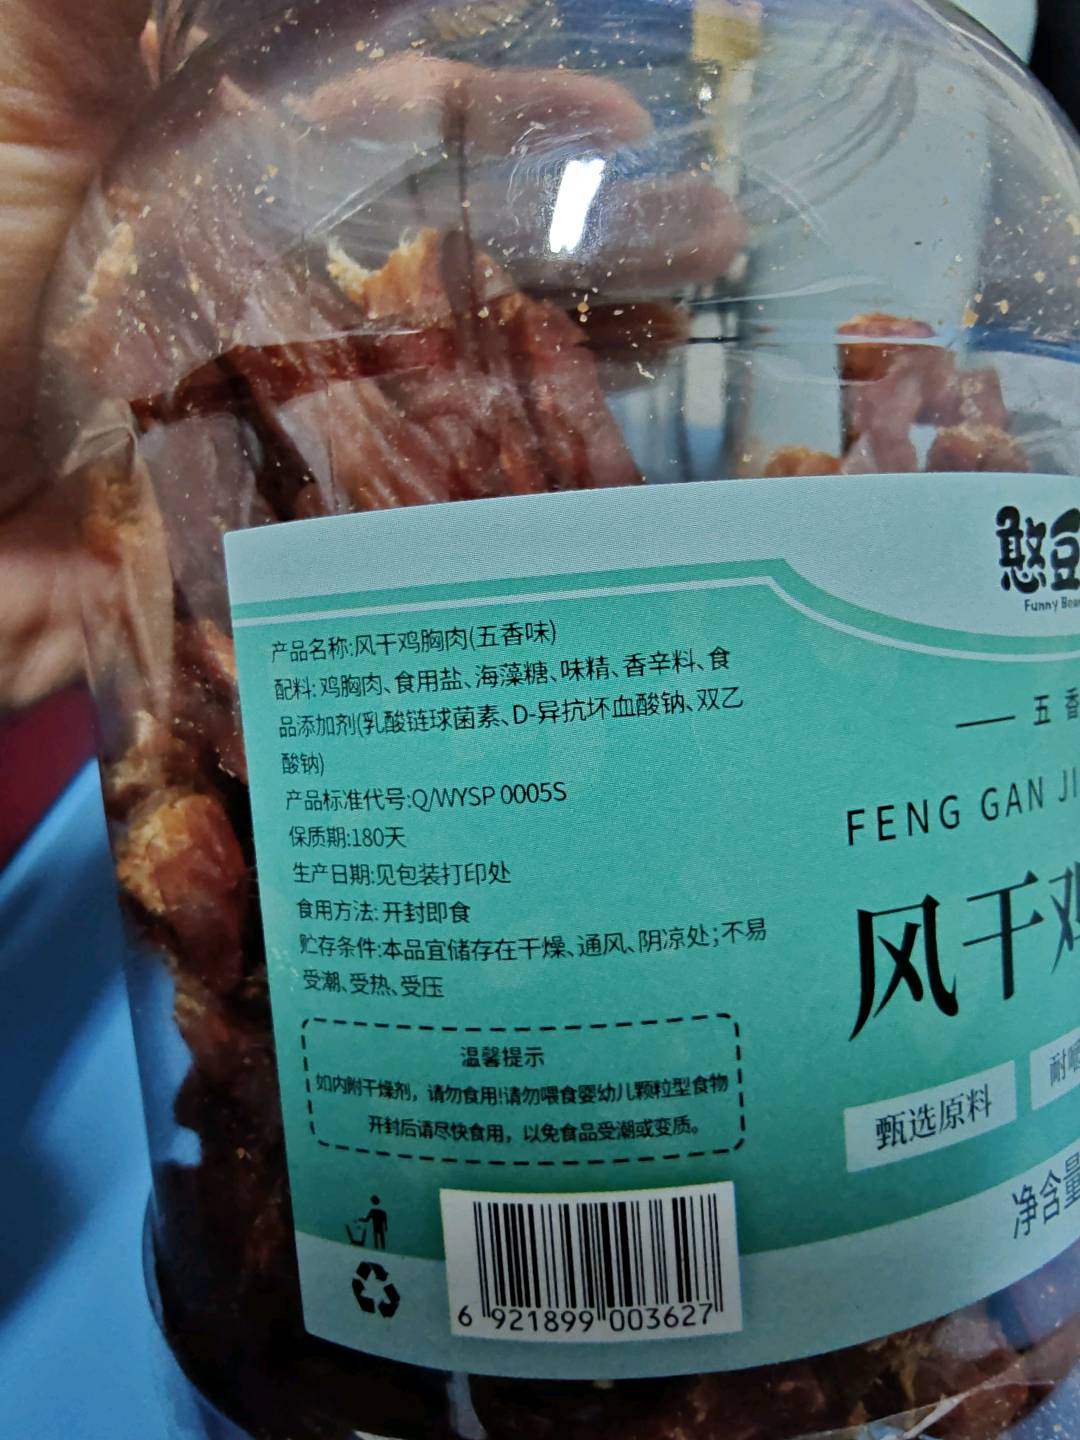 产品名称:风干鸡胸肉(五香味)
配料:鸡胸肉、食用盐、海藻糖、味精、香辛料、食
品添加剂(乳酸链球菌素、D-异抗坏血酸钠、双乙
酸钠)
产品标准代号:Q/WYSP 0005S
保质期:180天
生产日期:见包装打印处
食用方法:开封即食
贮存条件:本品宜储存在干燥、通风、阴凉处;不易
受潮、受热、受压
温馨提示
如内附干燥剂，请勿食用!请勿喂食婴幼儿颗粒型食物
开封后请尽快食用，以免食品受潮或变质。
6 921899 003627
憨豆
Funny Bean
五香
FENG GAN JI
风干鸡
甄选原料
耐嚼
净含量